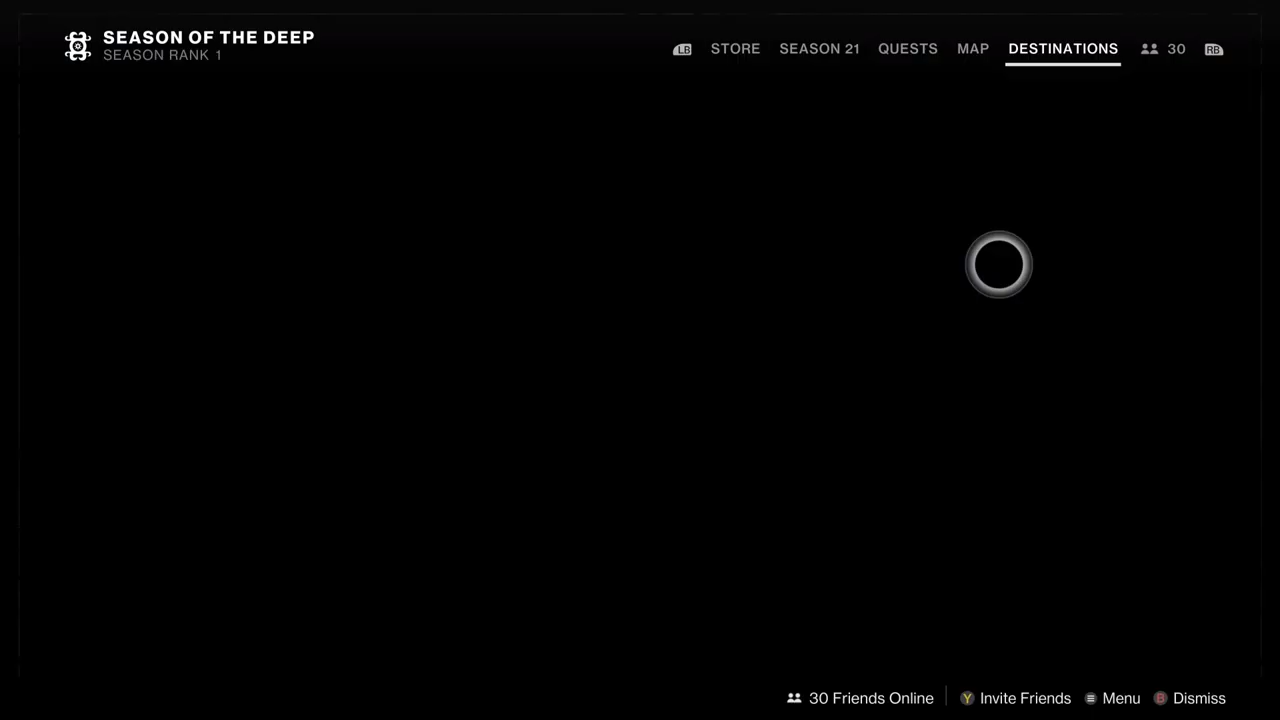 SEASON OF THE DEEP
SEASON RANK 1
LB STORE SEASON 21 QUESTS MAP DESTINATIONS 30 RB
30 Friends Online Y Invite Friends Menu B Dismiss